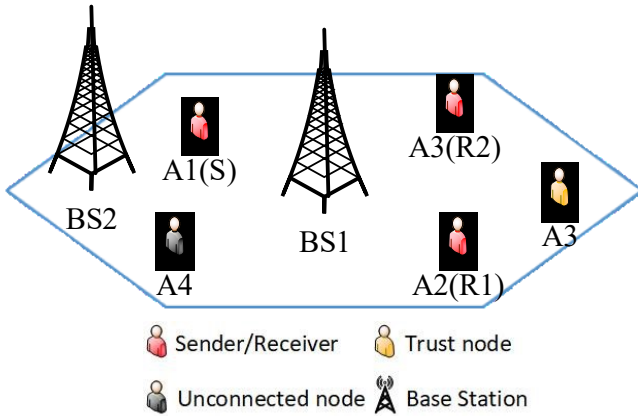 A1(S)
A3(R2)
BS2
BS1
A3
A4
A2(R1)
Sender/Receiver
Trust node
Unconnected node
Base Station